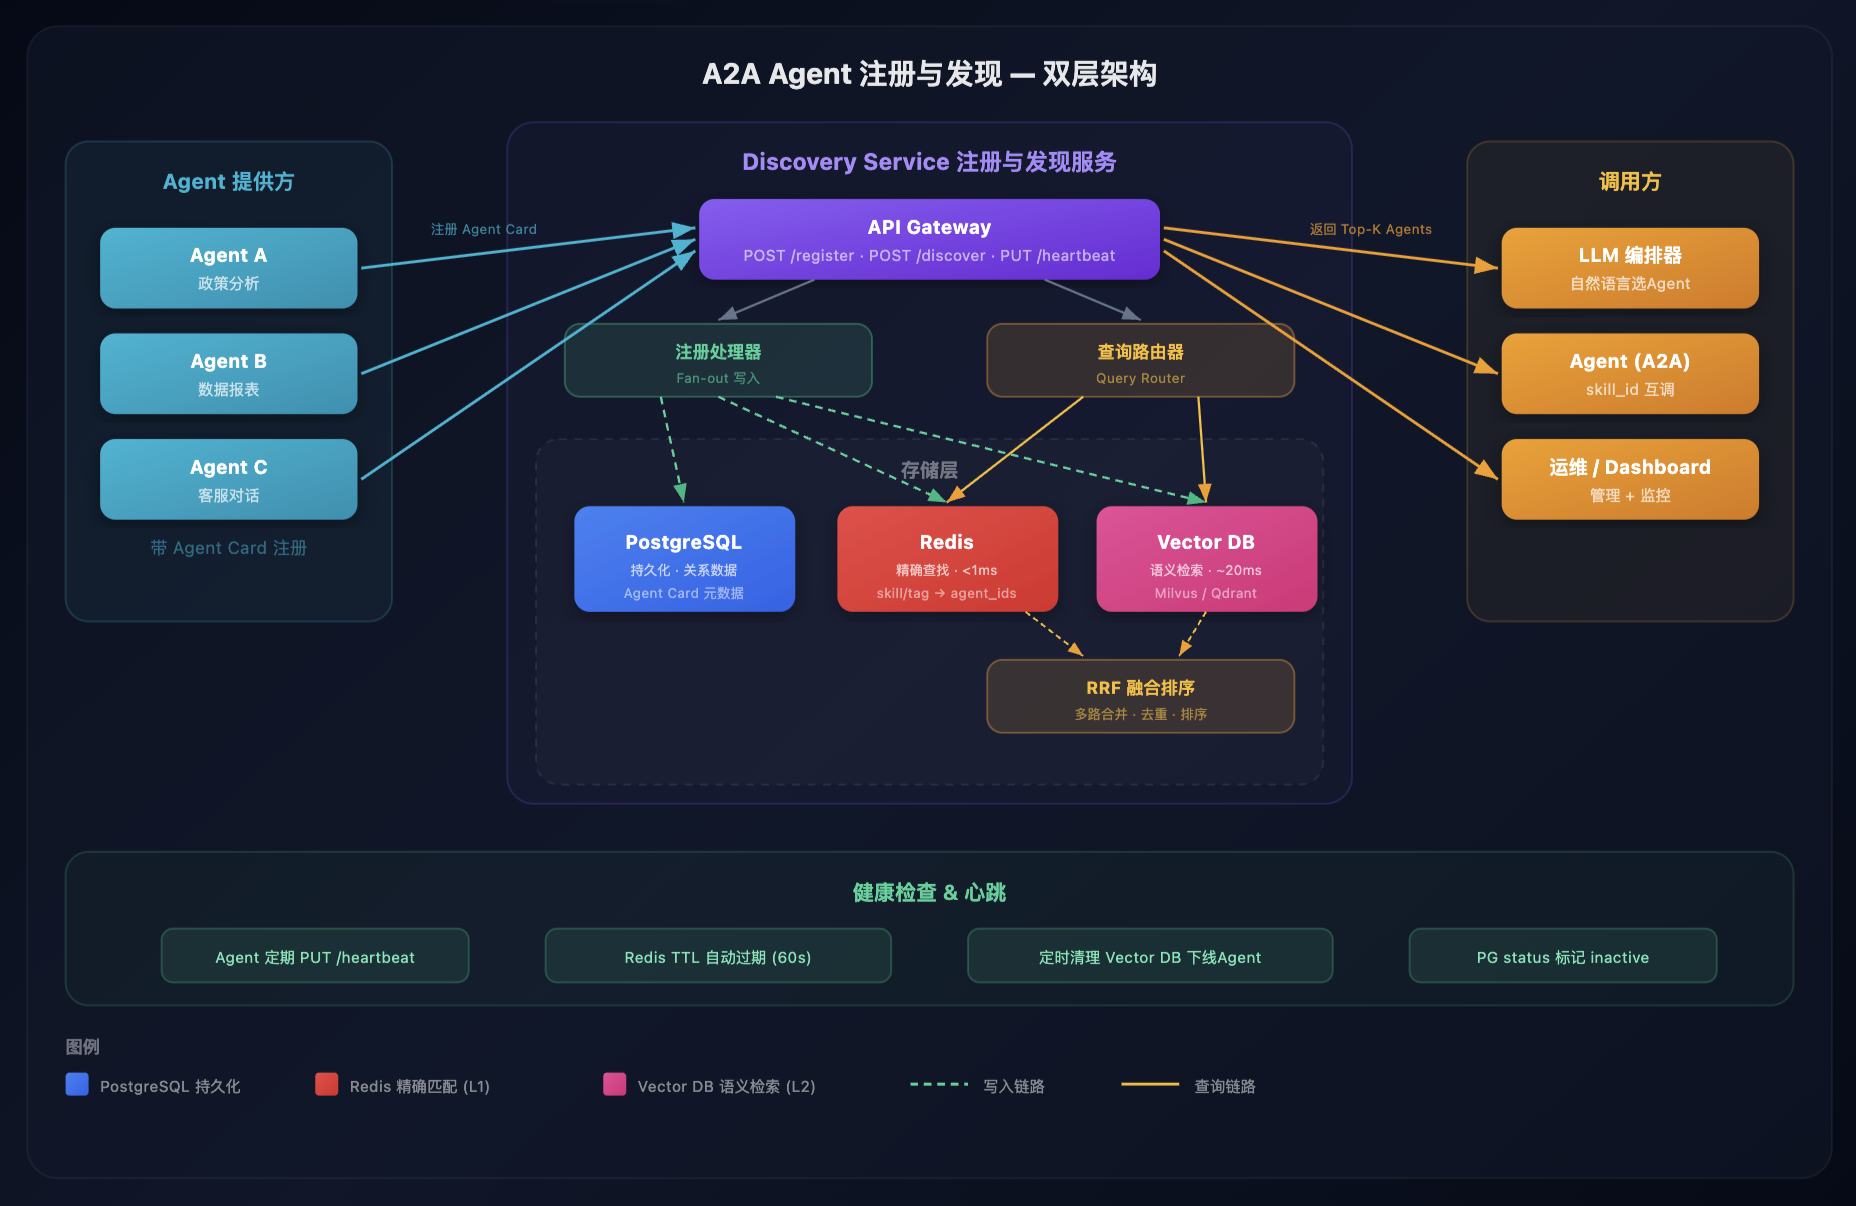 A2A Agent 注册与发现 — 双层架构
Agent 提供方
Agent A
政策分析
Agent B
数据报表
Agent C
客服对话
带 Agent Card 注册
注册 Agent Card
Discovery Service 注册与发现服务
API Gateway
POST /register · POST /discover · PUT /heartbeat
注册处理器
Fan-out 写入
查询路由器
Query Router
存储层
PostgreSQL
持久化 · 关系数据
Agent Card 元数据
Redis
精确查找 · <1ms
skill/tag → agent_ids
Vector DB
语义检索 · ~20ms
Milvus / Qdrant
RRF 融合排序
多路合并 · 去重 · 排序
返回 Top-K Agents
调用方
LLM 编排器
自然语言选Agent
Agent (A2A)
skill_id 互调
运维 / Dashboard
管理 + 监控
健康检查 & 心跳
Agent 定期 PUT /heartbeat
Redis TTL 自动过期 (60s)
定时清理 Vector DB 下线Agent
PG status 标记 inactive
图例
PostgreSQL 持久化
Redis 精确匹配 (L1)
Vector DB 语义检索 (L2)
写入链路
查询链路